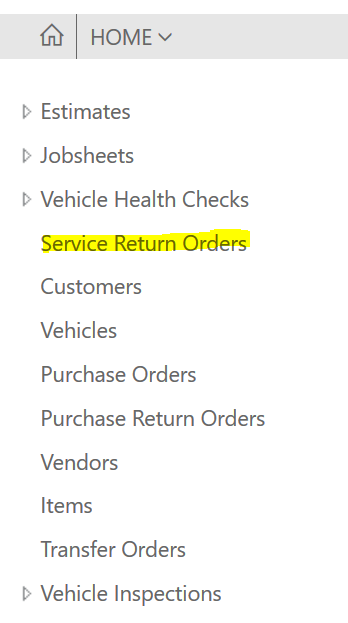 HOME
Estimates
Jobsheets
Vehicle Health Checks
Service Return Orders
Customers
Vehicles
Purchase Orders
Purchase Return Orders
Vendors
Items
Transfer Orders
Vehicle Inspections